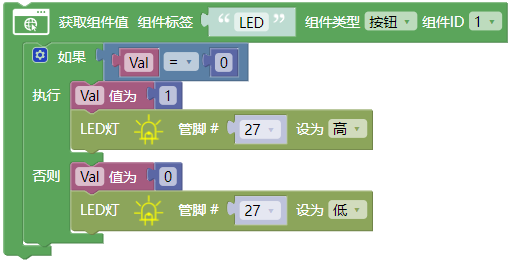 获取组件值 组件标签 “ LED ” 组件类型 按钮 组件ID 1
如果 Val = 0
执行 Val 值为 1
LED灯 管脚 # 27 设为 高
否则 Val 值为 0
LED灯 管脚 # 27 设为 低